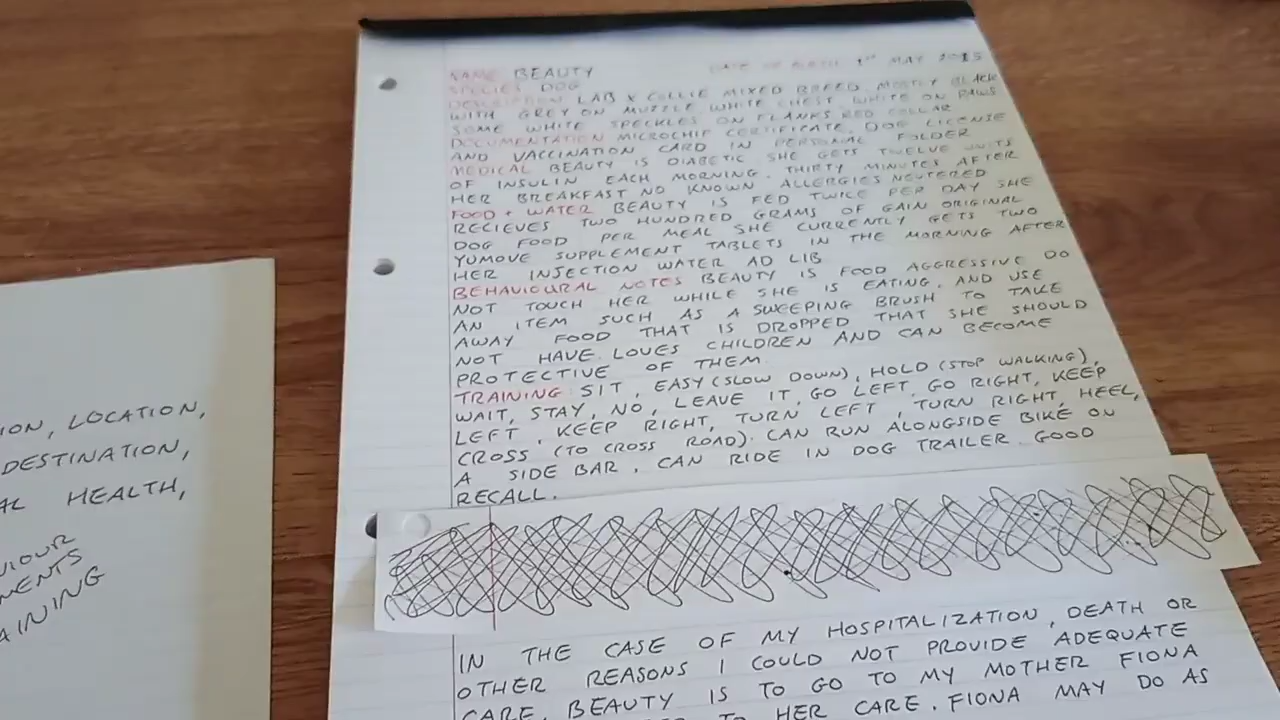 ION, LOCATION,
DESTINATION,
AL HEALTH,
VIOUR
MENTS
AINING
NAME BEAUTY DATE OF BIRTH 1ST MAY 2015
SPECIES DOG
DESCRIPTION LAB X COLLIE MIXED BREED. MOSTLY BLACK
WITH GREY ON MUZZLE WHITE CHEST. WHITE ON PAWS
SOME WHITE SPECKLES ON FLANKS RED COLLAR
DOCUMENTATION MICROCHIP CERTIFICATE. DOG LICENSE
AND VACCINATION CARD IN PERSONAL FOLDER
MEDICAL BEAUTY IS DIABETIC SHE GETS TWELVE UNITS
OF INSULIN EACH MORNING. THIRTY MINUTES AFTER
HER BREAKFAST NO KNOWN ALLERGIES NEUTERED
FOOD + WATER BEAUTY IS FED TWICE PER DAY SHE
RECIEVES TWO HUNDRED GRAMS OF GAIN ORIGINAL
DOG FOOD PER MEAL SHE CURRENTLY GETS TWO
YUMOVE SUPPLEMENT TABLETS IN THE MORNING AFTER
HER INJECTION WATER AD LIB
BEHAVIOURAL NOTES BEAUTY IS FOOD AGGRESSIVE DO
NOT TOUCH HER WHILE SHE IS EATING. AND USE
AN ITEM SUCH AS A SWEEPING BRUSH TO TAKE
AWAY FOOD THAT IS DROPPED THAT SHE SHOULD
NOT HAVE. LOVES CHILDREN AND CAN BECOME
PROTECTIVE OF THEM.
TRAINING SIT, EASY (SLOW DOWN), HOLD (STOP WALKING),
WAIT, STAY, NO, LEAVE IT, GO LEFT, GO RIGHT, KEEP
LEFT, KEEP RIGHT, TURN LEFT, TURN RIGHT, HEEL,
CROSS (TO CROSS ROAD). CAN RUN ALONGSIDE BIKE ON
A SIDE BAR. CAN RIDE IN DOG TRAILER. GOOD
RECALL.
IN THE CASE OF MY HOSPITALIZATION, DEATH OR
OTHER REASONS I COULD NOT PROVIDE ADEQUATE
CARE. BEAUTY IS TO GO TO MY MOTHER FIONA
TO HER CARE. FIONA MAY DO AS